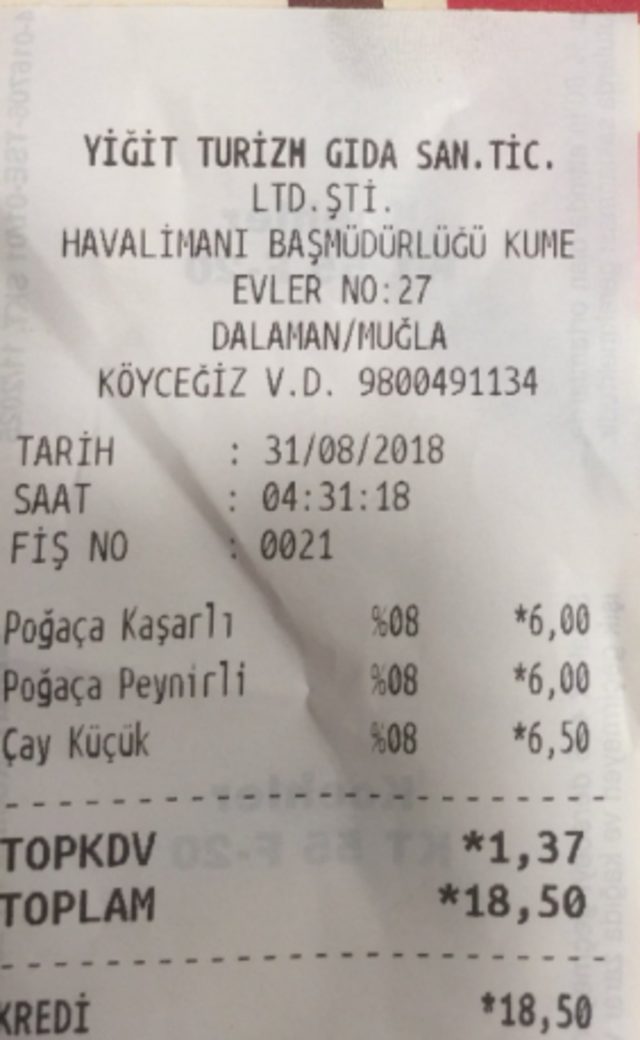 YİĞİT TURİZM GIDA SAN.TİC.
LTD.ŞTİ.
HAVALİMANI BAŞMÜDÜRLÜĞÜ KUME
EVLER NO:27
DALAMAN/MUĞLA
KÖYCEĞİZ V.D. 9800491134
TARİH : 31/08/2018
SAAT : 04:31:18
FİŞ NO : 0021
Poğaça Kaşarlı %08 *6,00
Poğaça Peynirli %08 *6,00
Çay Küçük %08 *6,50
TOPKDV *1,37
TOPLAM *18,50
KREDİ *18,50